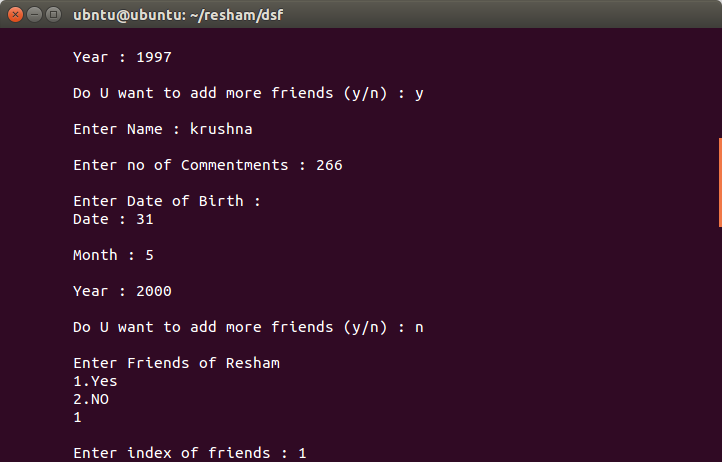 ubntu@ubuntu: ~/resham/dsf
Year : 1997
Do U want to add more friends (y/n) : y
Enter Name : krushna
Enter no of Commentments : 266
Enter Date of Birth :
Date : 31
Month : 5
Year : 2000
Do U want to add more friends (y/n) : n
Enter Friends of Resham
1.Yes
2.NO
1
Enter index of friends : 1